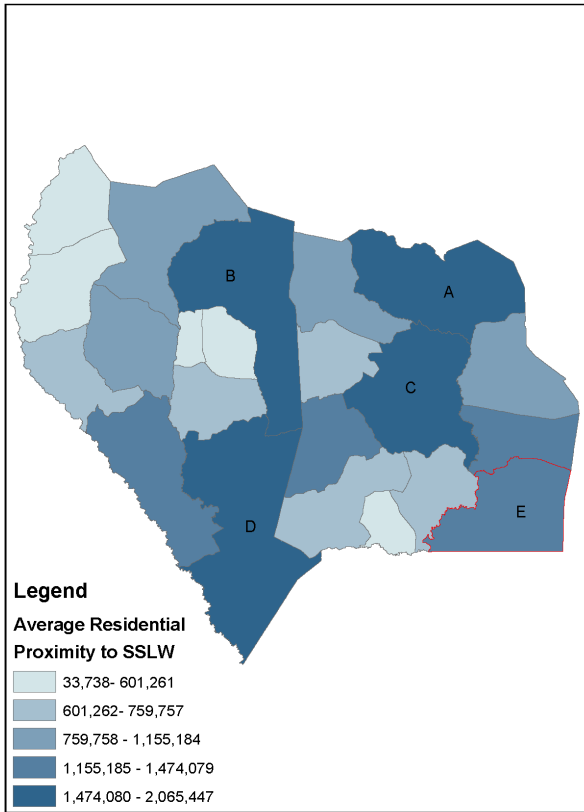 B
A
C
D
E
Legend
Average Residential
Proximity to SSLW
33,738- 601,261
601,262- 759,757
759,758 - 1,155,184
1,155,185 - 1,474,079
1,474,080 - 2,065,447